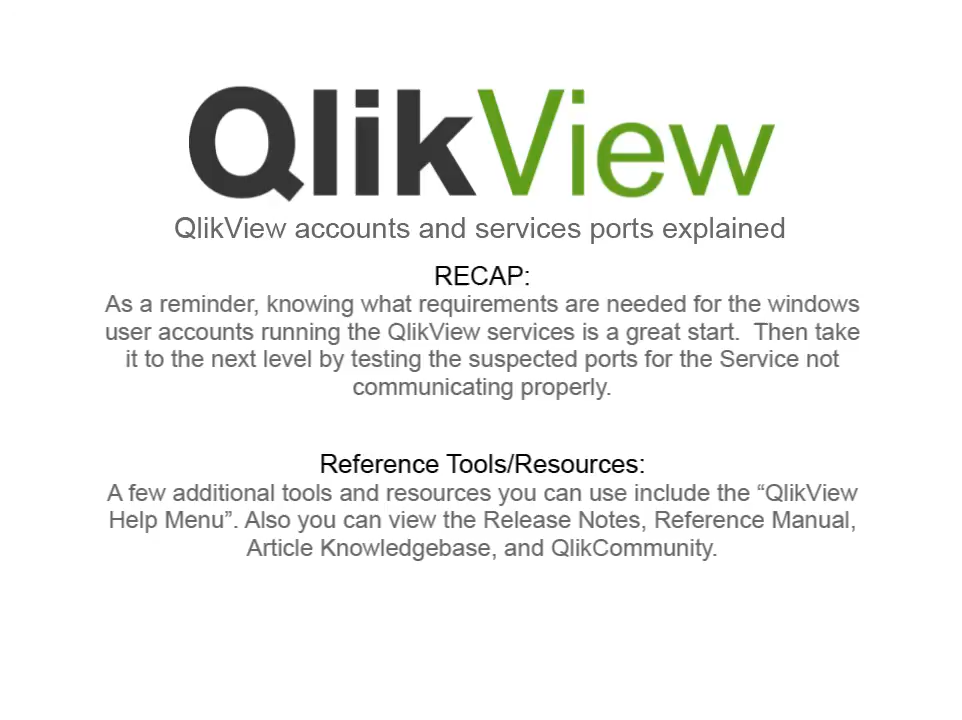 QlikView
QlikView accounts and services ports explained
RECAP:
As a reminder, knowing what requirements are needed for the windows
user accounts running the QlikView services is a great start.  Then take
it to the next level by testing the suspected ports for the Service not
communicating properly.
Reference Tools/Resources:
A few additional tools and resources you can use include the “QlikView
Help Menu”. Also you can view the Release Notes, Reference Manual,
Article Knowledgebase, and QlikCommunity.